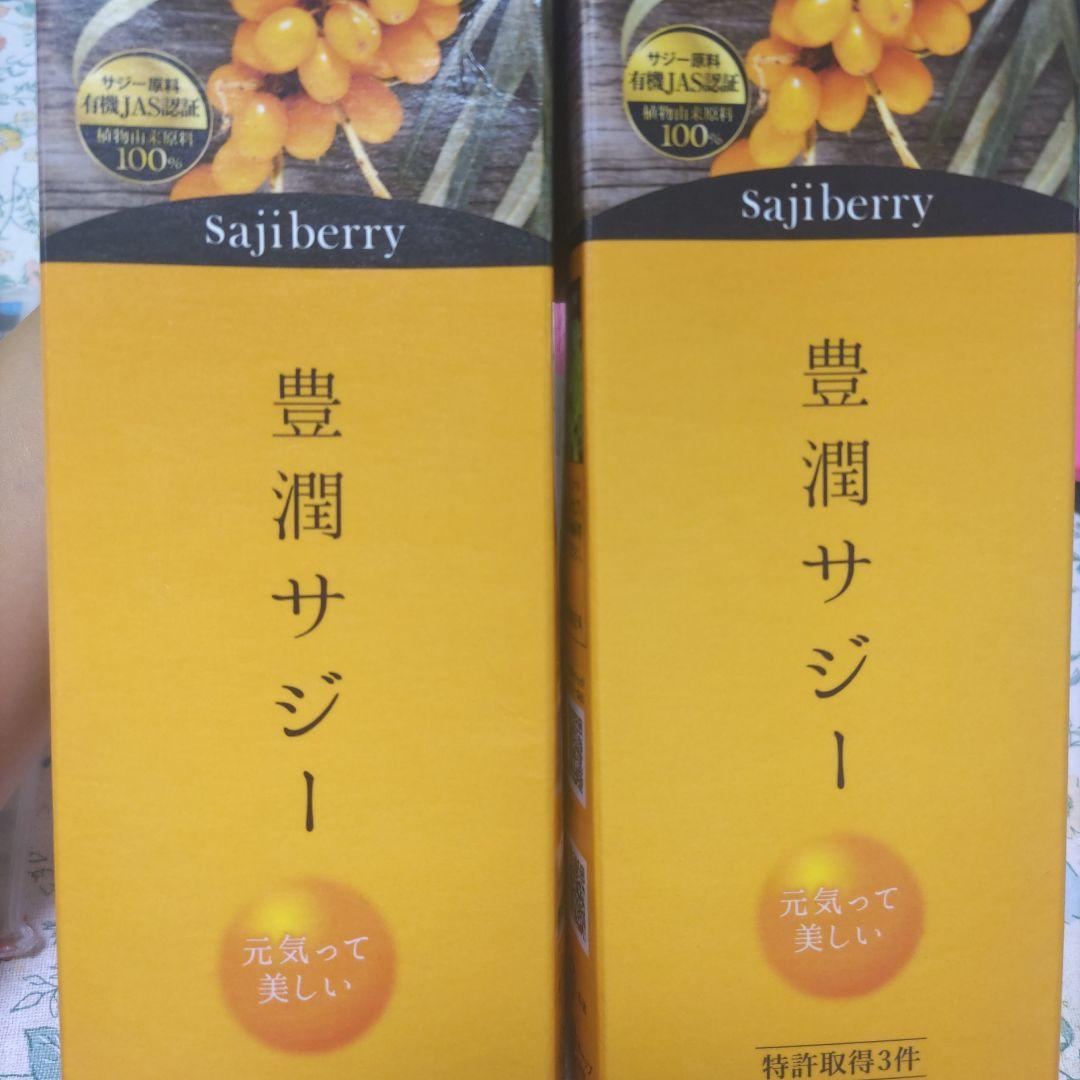 サジー原料
有機JAS認証
植物由来原料
100%
sajiberry
豊潤サジー
元気って
美しい
サジー原料
有機JAS認証
植物由来原料
100%
sajiberry
豊潤サジー
元気って
美しい
特許取得3件